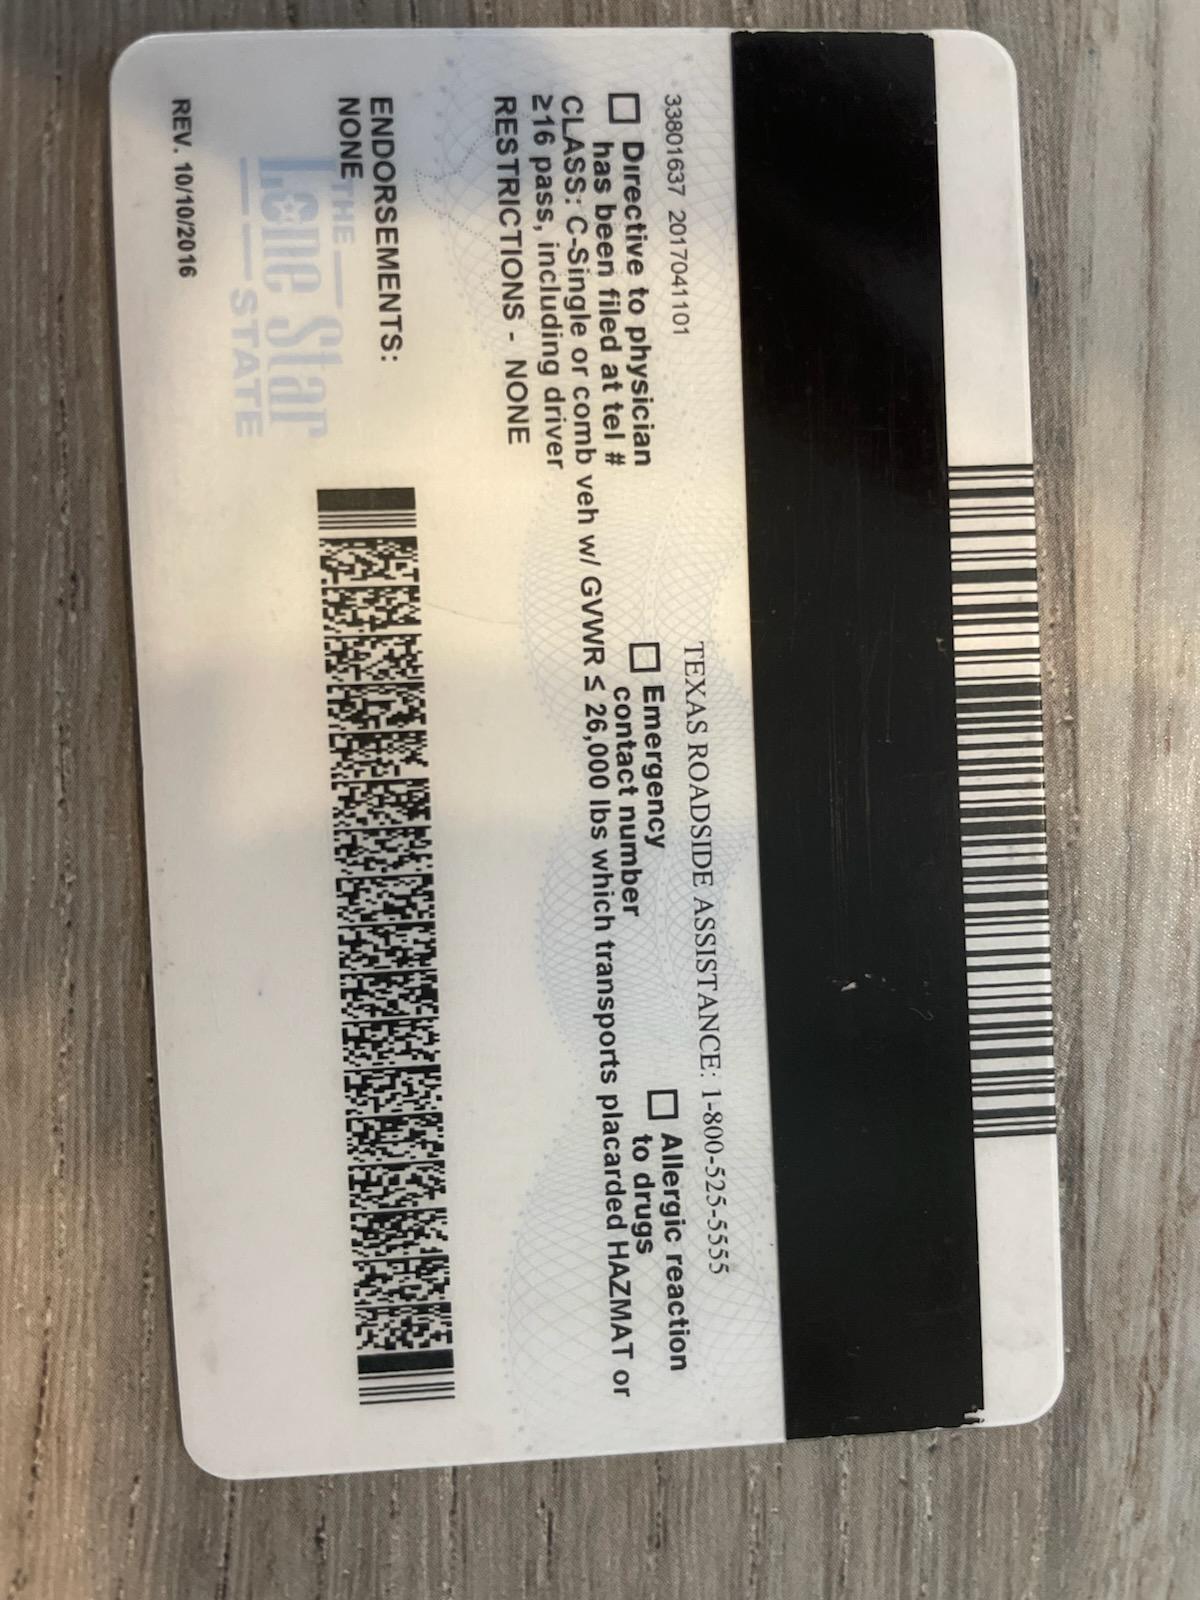 33801637 2017041101
TEXAS ROADSIDE ASSISTANCE: 1-800-525-5555
☐ Directive to physician has been filed at tel #
☐ Emergency contact number
☐ Allergic reaction to drugs
CLASS: C-Single or comb veh w/ GVWR ≤ 26,000 lbs which transports placarded HAZMAT or
≥16 pass, including driver
RESTRICTIONS - NONE
ENDORSEMENTS:
NONE
THE
Lone Star
STATE
REV. 10/10/2016